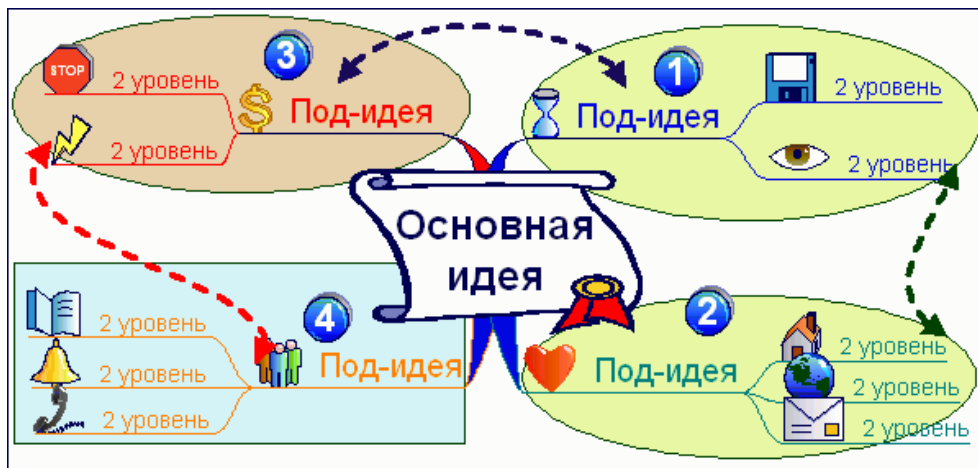 STOP
2 уровень
2 уровень
3
Под-идея
1
Под-идея
2 уровень
2 уровень
Основная
идея
2 уровень
2 уровень
2 уровень
4
Под-идея
2
Под-идея
2 уровень
2 уровень
2 уровень